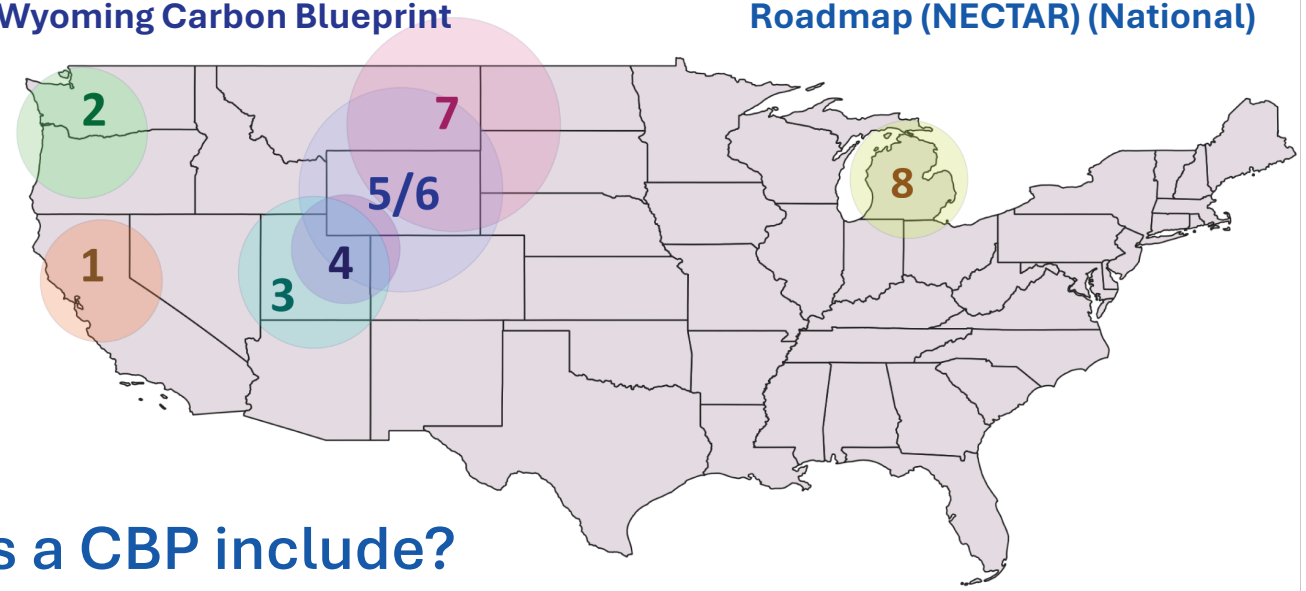 Wyoming Carbon Blueprint
Roadmap (NECTAR) (National)
2
7
8
5/6
1
4
3
s a CBP include?